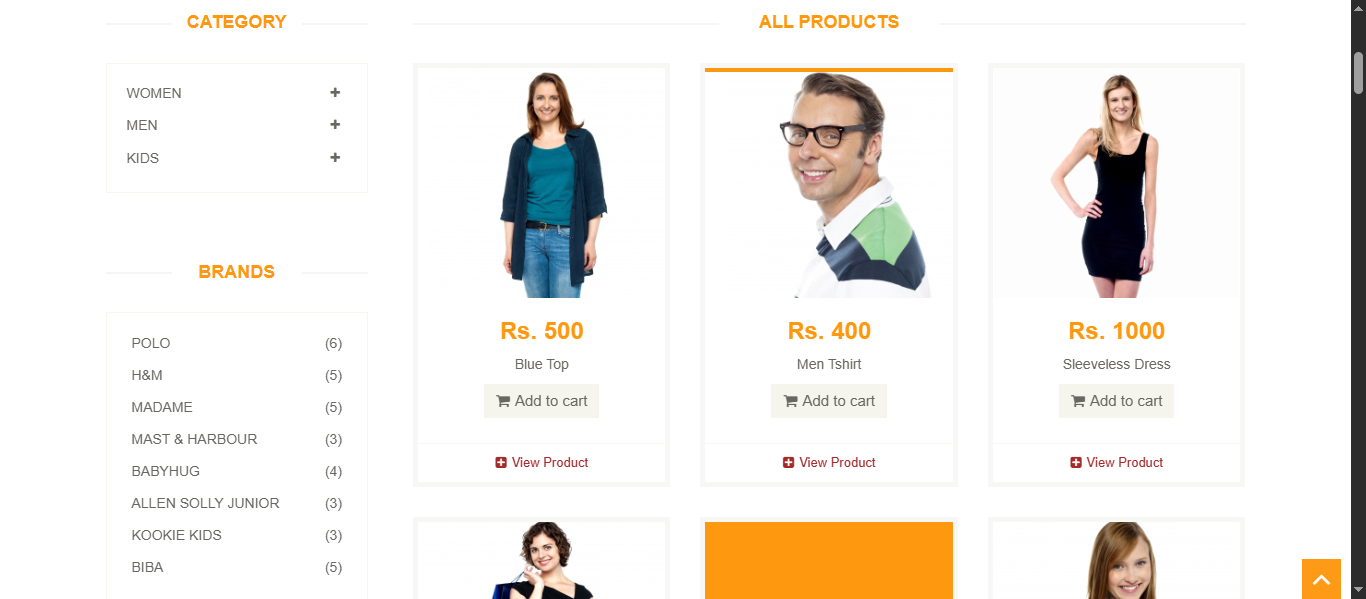 CATEGORY
WOMEN
MEN
KIDS
BRANDS
POLO (6)
H&M (5)
MADAME (5)
MAST & HARBOUR (3)
BABYHUG (4)
ALLEN SOLLY JUNIOR (3)
KOOKIE KIDS (3)
BIBA (5)
ALL PRODUCTS
Rs. 500
Blue Top
Add to cart
View Product
Rs. 400
Men Tshirt
Add to cart
View Product
Rs. 1000
Sleeveless Dress
Add to cart
View Product